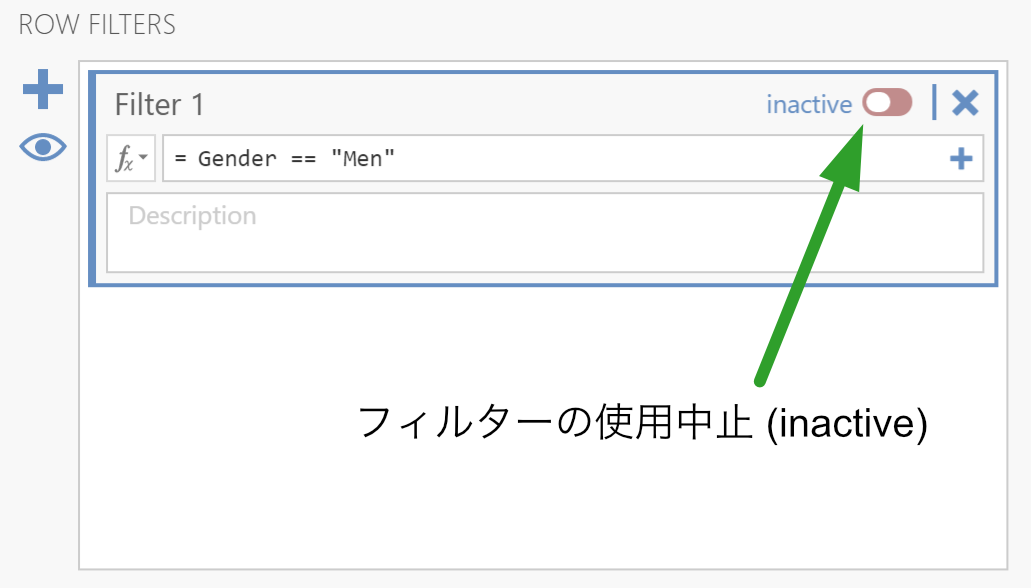 ROW FILTERS
Filter 1
inactive
fx
= Gender == "Men"
Description
フィルターの使用中止 (inactive)